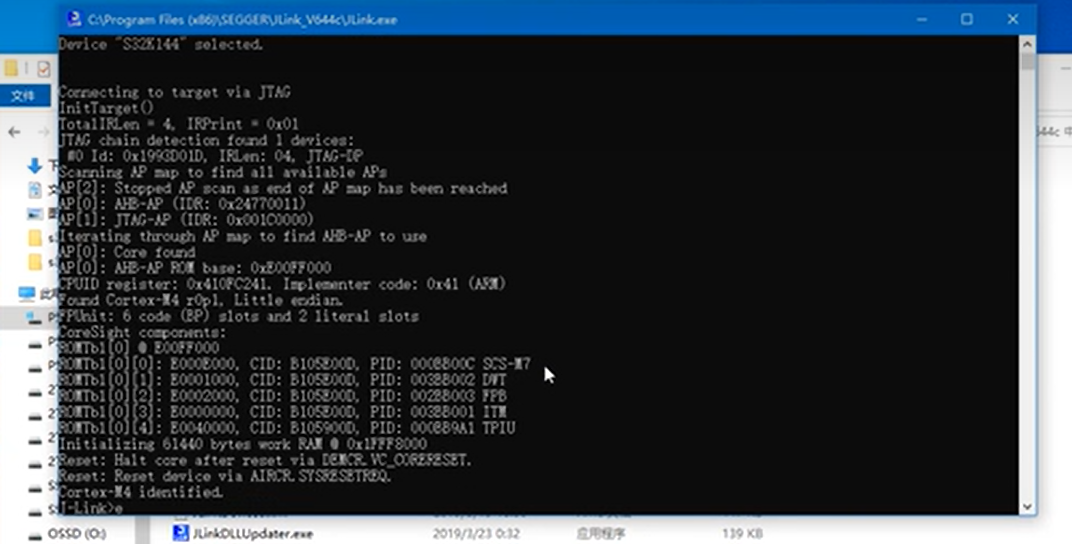 C:\Program Files (x86)\SEGGER\JLink_V644c\JLink.exe
Device "S32K144" selected.
Connecting to target via JTAG
InitTarget()
TotalIRLen = 4, IRPrint = 0x01
JTAG chain detection found 1 devices:
#0 Id: 0x1993D01D, IRLen: 04, JTAG-DP
Scanning AP map to find all available APs
AP[2]: Stopped AP scan as end of AP map has been reached
AP[0]: AHB-AP (IDR: 0x24770011)
AP[1]: JTAG-AP (IDR: 0x001C0000)
Iterating through AP map to find AHB-AP to use
AP[0]: Core found
AP[0]: AHB-AP ROM base: 0xE00FF000
CPUID register: 0x410FC241. Implementer code: 0x41 (ARM)
Found Cortex-M4 r0p1, Little endian.
FPUnit: 6 code (BP) slots and 2 literal slots
CoreSight components:
ROMTbl[0] @ E00FF000
ROMTbl[0][0]: E000E000, CID: B105E00D, PID: 000BB00C SCS-M7
ROMTbl[0][1]: E0001000, CID: B105E00D, PID: 003BB002 DWT
ROMTbl[0][2]: E0002000, CID: B105E00D, PID: 002BB003 FPB
ROMTbl[0][3]: E0000000, CID: B105E00D, PID: 003BB001 ITM
ROMTbl[0][4]: E0040000, CID: B105900D, PID: 000BB9A1 TPIU
Initializing 61440 bytes work RAM @ 0x1FFF8000
Reset: Halt core after reset via DEMCR.VC_CORERESET.
Reset: Reset device via AIRCR.SYSRESETREQ.
Cortex-M4 identified.
J-Link>e
文件
OSSD (O:)
JLinkDLLUpdater.exe 2019/3/23 0:32 应用程序 139 KB